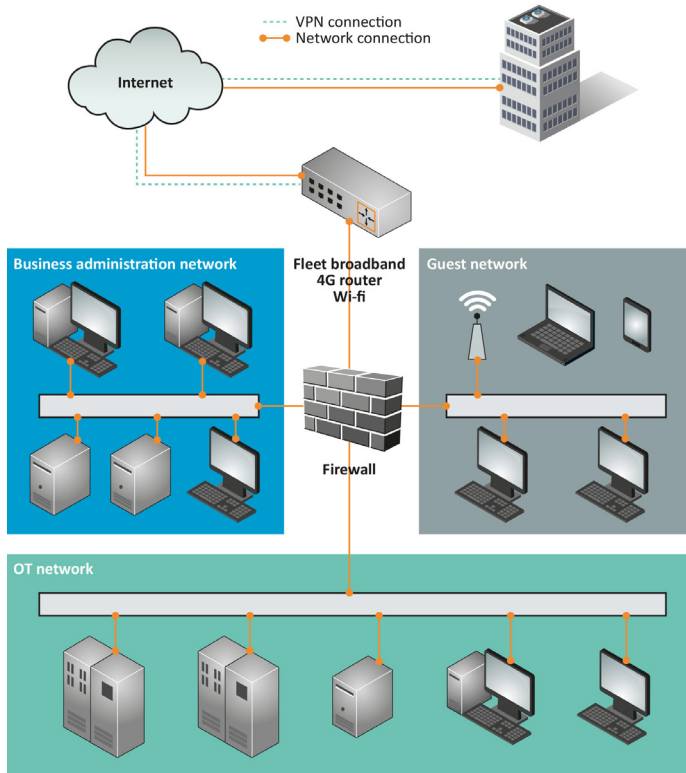 VPN connection
Network connection
Internet
Business administration network
Fleet broadband
4G router
Wi-fi
Guest network
Firewall
OT network